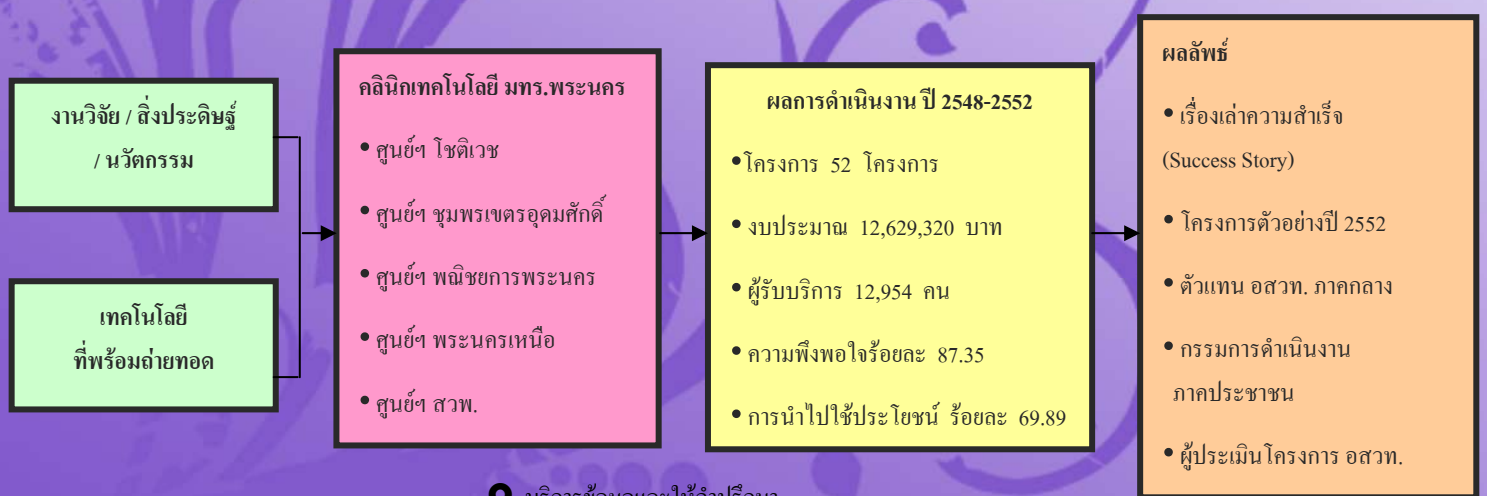 งานวิจัย / สิ่งประดิษฐ์
/ นวัตกรรม
เทคโนโลยี
ที่พร้อมถ่ายทอด
คลินิกเทคโนโลยี มทร.พระนคร
• ศูนย์ฯ โชติเวช
• ศูนย์ฯ ชุมพรเขตรอุดมศักดิ์
• ศูนย์ฯ พณิชยการพระนคร
• ศูนย์ฯ พระนครเหนือ
• ศูนย์ฯ สวพ.
ผลการดำเนินงาน ปี 2548-2552
• โครงการ 52 โครงการ
• งบประมาณ 12,629,320 บาท
• ผู้รับบริการ 12,954 คน
• ความพึงพอใจร้อยละ 87.35
• การนำไปใช้ประโยชน์ ร้อยละ 69.89
ผลลัพธ์
• เรื่องเล่าความสำเร็จ
(Success Story)
• โครงการตัวอย่างปี 2552
• ตัวแทน อสวท. ภาคกลาง
• กรรมการดำเนินงาน
ภาคประชาชน
• ผู้ประเมินโครงการ อสวท.